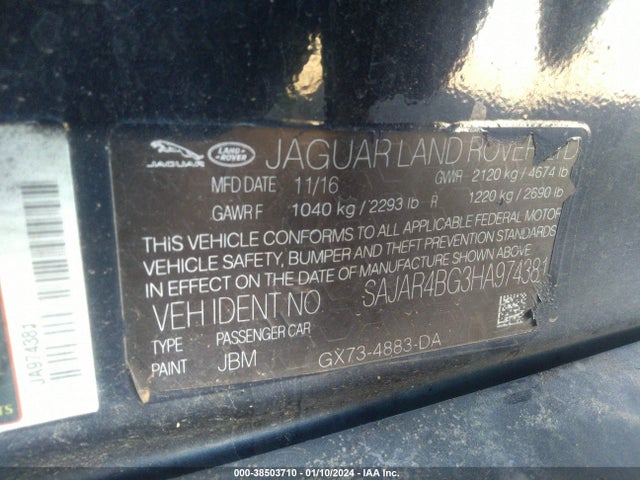 JAGUAR
LAND-ROVER
JAGUAR LAND ROVER
MFD DATE 11/16 GVWR - 2120 kg / 4674 lb
GAWR F 1040 kg / 2293 lb R 1220 kg / 2690 lb
THIS VEHICLE CONFORMS TO ALL APPLICABLE FEDERAL MOTOR
VEHICLE SAFETY, BUMPER AND THEFT PREVENTION STANDARDS
IN EFFECT ON THE DATE OF MANUFACTURE SHOWN ABOVE.
VEH IDENT NO. SAJAR4BG3HA974381
TYPE PASSENGER CAR
PAINT JBM GX73-4883-DA
JA974381
000-38503710 - 01/10/2024 - IAA Inc.